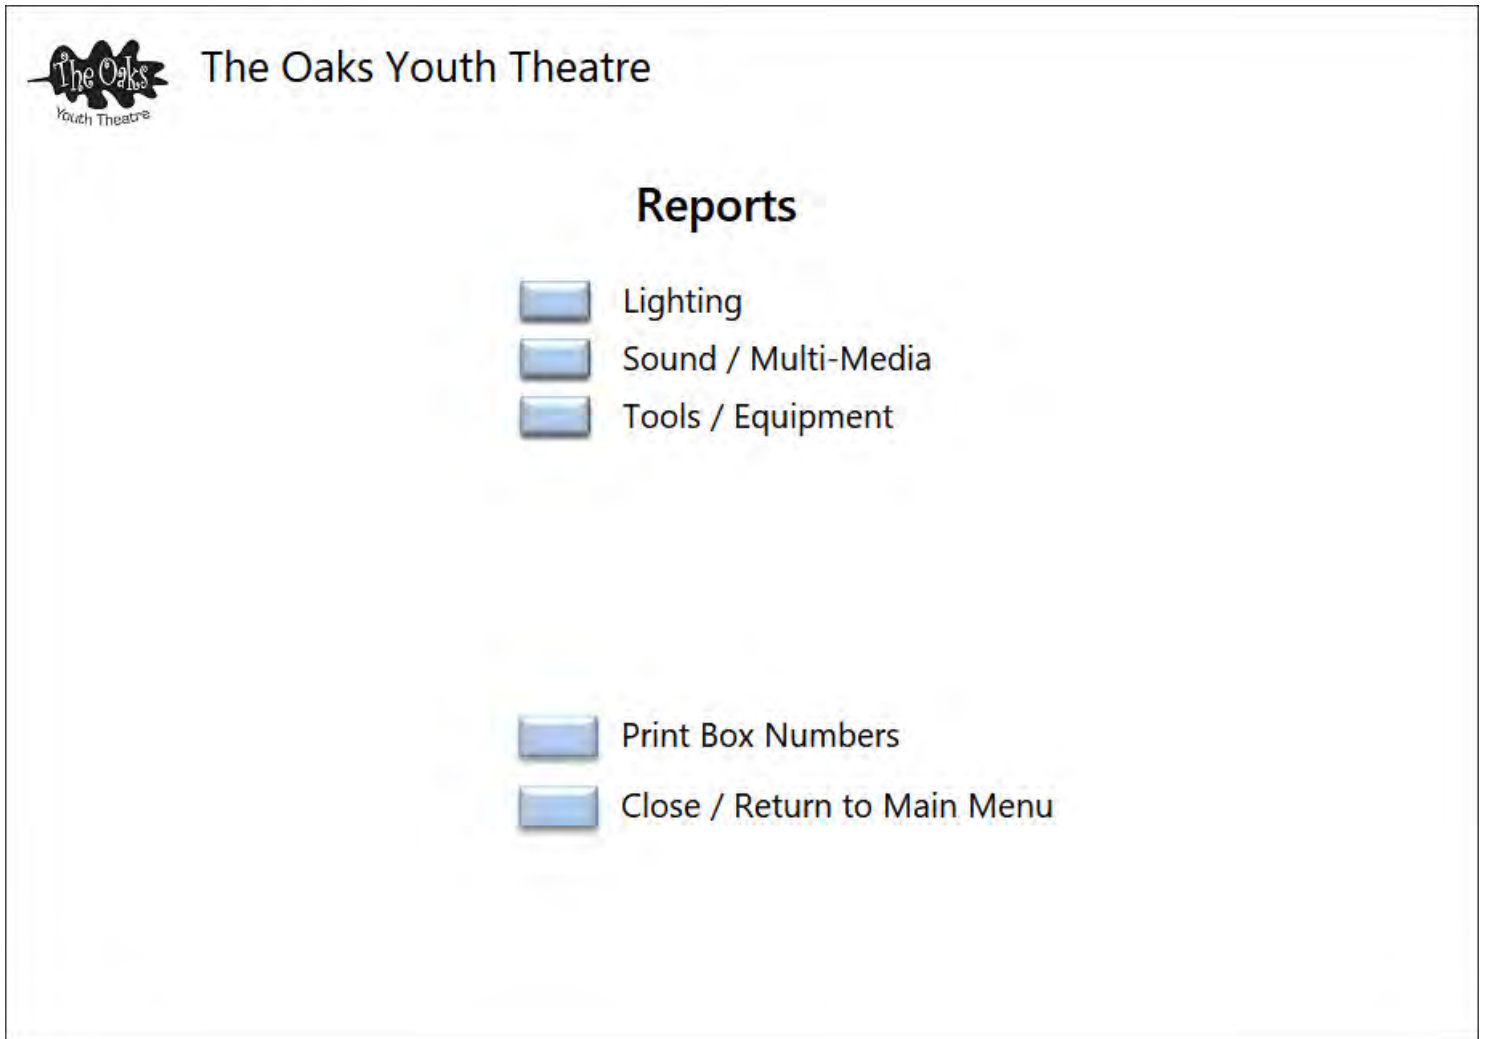 The Oaks
Youth Theatre
The Oaks Youth Theatre
Reports
Lighting
Sound / Multi-Media
Tools / Equipment
Print Box Numbers
Close / Return to Main Menu